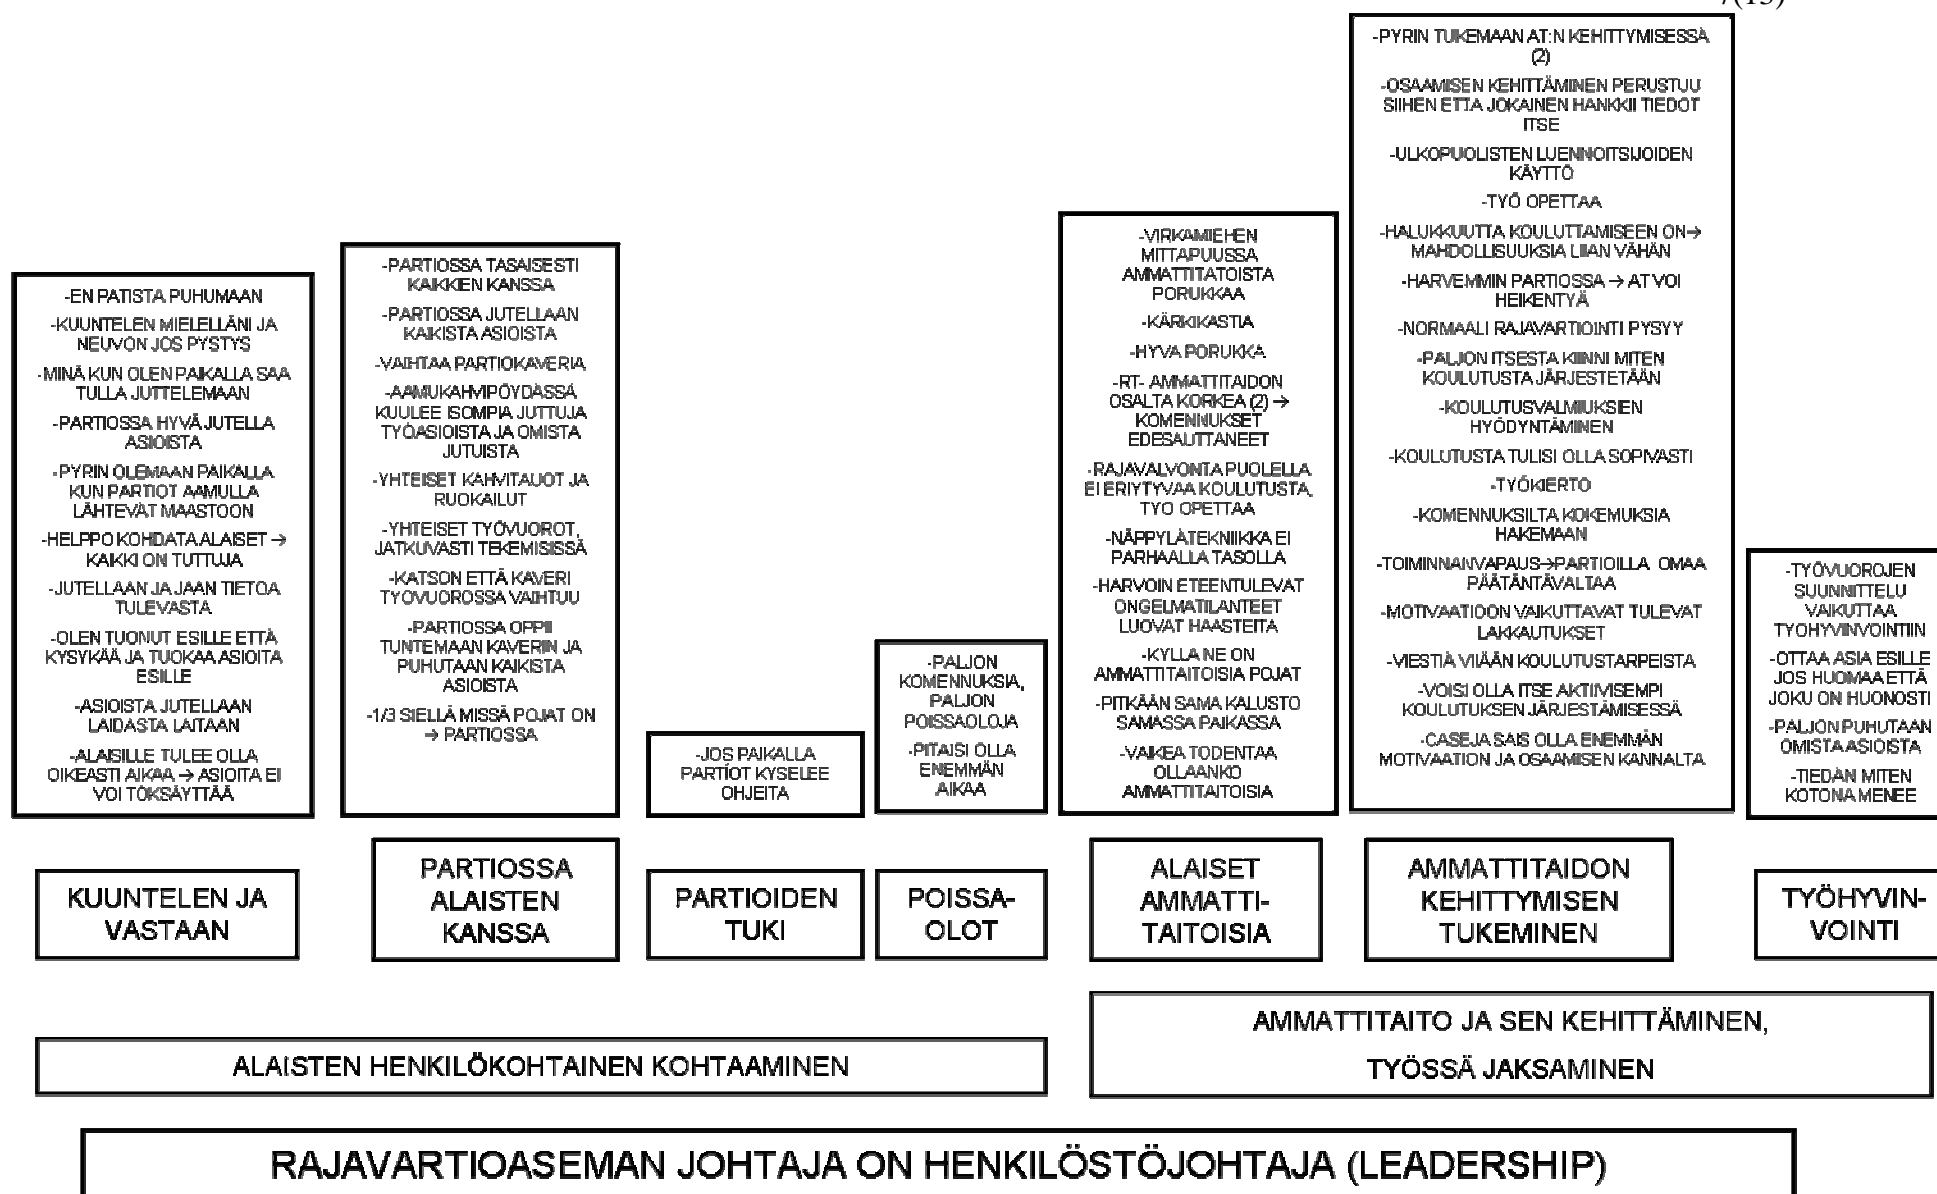 7(13)
-EN PATISTA PUHUMAAN
-KUUNTELEN MIELELLÄNI JA
NEUVON JOS PYSTYS
-MINÄ KUN OLEN PAIKALLA SAA
TULLA JUTTELEMAAN
-PARTIOSSA HYVÄ JUTELLA
ASIOISTA
-PYRIN OLEMAAN PAIKALLA
KUN PARTIOT AAMULLA
LÄHTEVÄT MAASTOON
-HELPPO KOHDATA ALAISET →
KAIKKI ON TUTTUJA
-JUTELLAAN JA JAAN TIETOA
TULEVASTA
-OLEN TUONUT ESILLE ETTÄ
KYSYKÄÄ JA TUOKAA ASIOITA
ESILLE
-ASIOISTA JUTELLAAN
LAIDASTA LAITAAN
-ALAISILLE TULEE OLLA
OIKEASTI AIKAA → ASIOITA EI
VOI TÖKSÄYTTÄÄ
KUUNTELEN JA
VASTAAN
-PARTIOSSA TASAISESTI
KAIKKIEN KANSSA
-PARTIOSSA JUTELLAAN
KAIKISTA ASIOISTA
-VAIHTAA PARTIOKAVERIA
-AAMUKAHVIPÖYDÄSSÄ
KUULEE ISOMPIA JUTTUJA
TYÖASIOISTA JA OMISTA
JUTUISTA
-YHTEISET KAHVITAUOT JA
RUOKAILUT
-YHTEISET TYÖVUOROT,
JATKUVASTI TEKEMISISSÄ
-KATSON ETTÄ KAVERI
TYÖVUOROSSA VAIHTUU
-PARTIOSSA OPPII
TUNTEMAAN KAVERIN JA
PUHUTAAN KAIKISTA
ASIOISTA
-1/3 SIELLÄ MISSÄ POJAT ON
→ PARTIOSSA
PARTIOSSA
ALAISTEN
KANSSA
-JOS PAIKALLA
PARTIOT KYSELEE
OHJEITA
PARTIOIDEN
TUKI
-PALJON
KOMENNUKSIA,
PALJON
POISSAOLOJA
-PITÄISI OLLA
ENEMMÄN
AIKAA
POISSA-
OLOT
-VIRKAMIEHEN
MITTAPUUSSA
AMMATTITATOISTA
PORUKKAA
-KÄRKIKASTIA
-HYVÄ PORUKKA
-RT- AMMATTITAIDON
OSALTA KORKEA (2) →
KOMENNUKSET
EDESAUTTANEET
-RAJAVALVONTA PUOLELLA
EI ERIYTYVÄÄ KOULUTUSTA,
TYÖ OPETTAA
-NÄPPYLÄTEKNIIKKA EI
PARHAALLA TASOLLA
-HARVOIN ETEENTULEVAT
ONGELMATILANTEET
LUOVAT HAASTEITA
-KYLLÄ NE ON
AMMATTITAITOISIA POJAT
-PITKÄÄN SAMA KALUSTO
SAMASSA PAIKASSA
-VAIKEA TODENTAA
OLLAANKO
AMMATTITAITOISIA
ALAISET
AMMATTI-
TAITOISIA
-PYRIN TUKEMAAN AT:N KEHITTYMISESSÄ
(2)
-OSAAMISEN KEHITTÄMINEN PERUSTUU
SIIHEN ETTÄ JOKAINEN HANKKII TIEDOT
ITSE
-ULKOPUOLISTEN LUENNOITSIJOIDEN
KÄYTTÖ
-TYÖ OPETTAA
-HALUKKUUTTA KOULUTTAMISEEN ON→
MAHDOLLISUUKSIA LIIAN VÄHÄN
-HARVEMMIN PARTIOSSA → AT VOI
HEIKENTYÄ
-NORMAALI RAJAVARTIOINTI PYSYY
-PALJON ITSESTÄ KIINNI MITEN
KOULUTUSTA JÄRJESTETÄÄN
-KOULUTUSVALMIUKSIEN
HYÖDYNTÄMINEN
-KOULUTUSTA TULISI OLLA SOPIVASTI
-TYÖKIERTO
-KOMENNUKSILTA KOKEMUKSIA
HAKEMAAN
-TOIMINNANVAPAUS→PARTIOILLA OMAA
PÄÄTÄNTÄVALTAA
-MOTIVAATIOON VAIKUTTAVAT TULEVAT
LAKKAUTUKSET
-VIESTIÄ VIIÄÄN KOULUTUSTARPEISTA
-VOISI OLLA ITSE AKTIIVISEMPI
KOULUTUKSEN JÄRJESTÄMISESSÄ
-CASEJA SAIS OLLA ENEMMÄN
MOTIVAATION JA OSAAMISEN KANNALTA
AMMATTITAIDON
KEHITTYMISEN
TUKEMINEN
-TYÖVUOROJEN
SUUNNITTELU
VAIKUTTAA
TYÖHYVINVOINTIIN
-OTTAA ASIA ESILLE
JOS HUOMAA ETTÄ
JOKU ON HUONOSTI
-PALJON PUHUTAAN
OMISTA ASIOISTA
-TIEDÄN MITEN
KOTONA MENEE
TYÖHYVIN-
VOINTI
ALAISTEN HENKILÖKOHTAINEN KOHTAAMINEN
AMMATTITAITO JA SEN KEHITTÄMINEN,
TYÖSSÄ JAKSAMINEN
RAJAVARTIOASEMAN JOHTAJA ON HENKILÖSTÖJOHTAJA (LEADERSHIP)